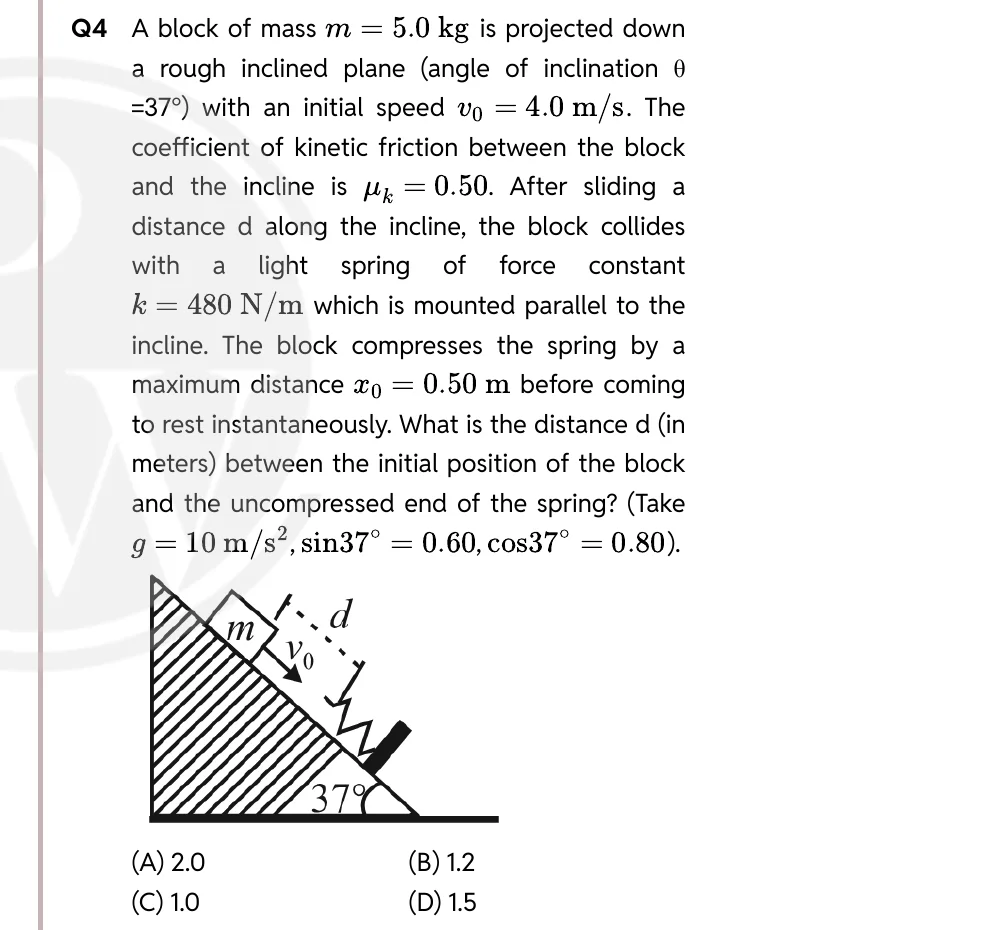 Q4 A block of mass m = 5.0 kg is projected down
a rough inclined plane (angle of inclination θ
=37°) with an initial speed v₀ = 4.0 m/s. The
coefficient of kinetic friction between the block
and the incline is μₖ = 0.50. After sliding a
distance d along the incline, the block collides
with a light spring of force constant
k = 480 N/m which is mounted parallel to the
incline. The block compresses the spring by a
maximum distance x₀ = 0.50 m before coming
to rest instantaneously. What is the distance d (in
meters) between the initial position of the block
and the uncompressed end of the spring? (Take
g = 10 m/s², sin37° = 0.60, cos37° = 0.80).
d
m
v₀
37°
(A) 2.0 (B) 1.2
(C) 1.0 (D) 1.5